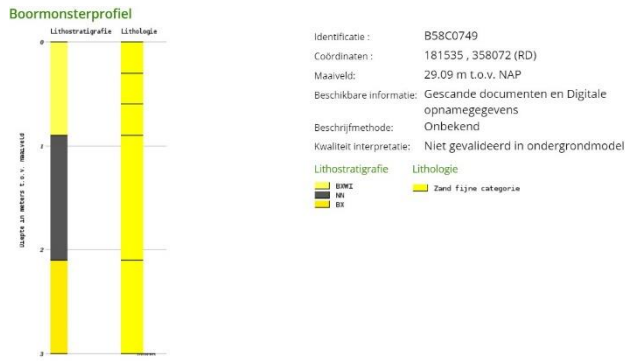 Boormonsterprofiel
Lithostratigrafie Lithologie
0
1
2
3
Diepte in meters t.o.v. maaiveld
Identificatie : B58C0749
Coördinaten : 181535 , 358072 (RD)
Maaiveld: 29.09 m t.o.v. NAP
Beschikbare informatie: Gescande documenten en Digitale
opnamegegevens
Beschrijfmethode: Onbekend
Kwaliteit interpretatie: Niet gevalideerd in ondergrondmodel
Lithostratigrafie Lithologie
BXWI Zand fijne categorie
NN
BX